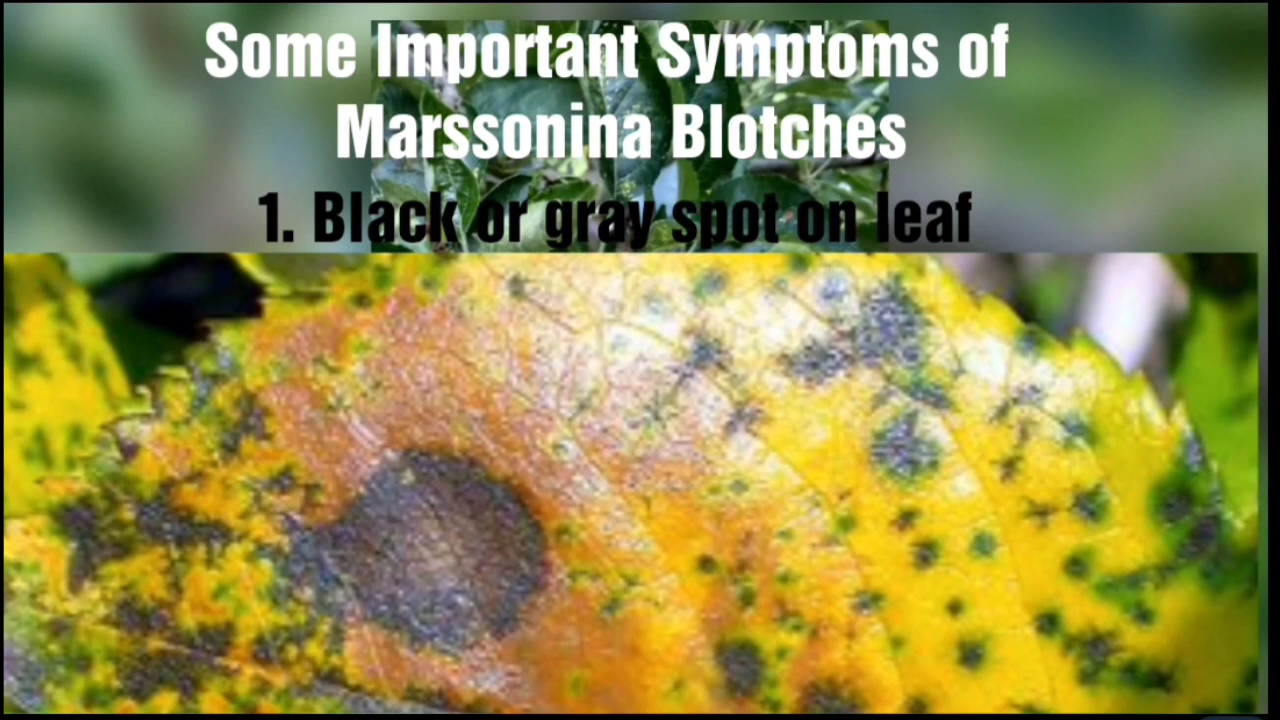 Some Important Symptoms of
Marssonina Blotches
1. Black or gray spot on leaf